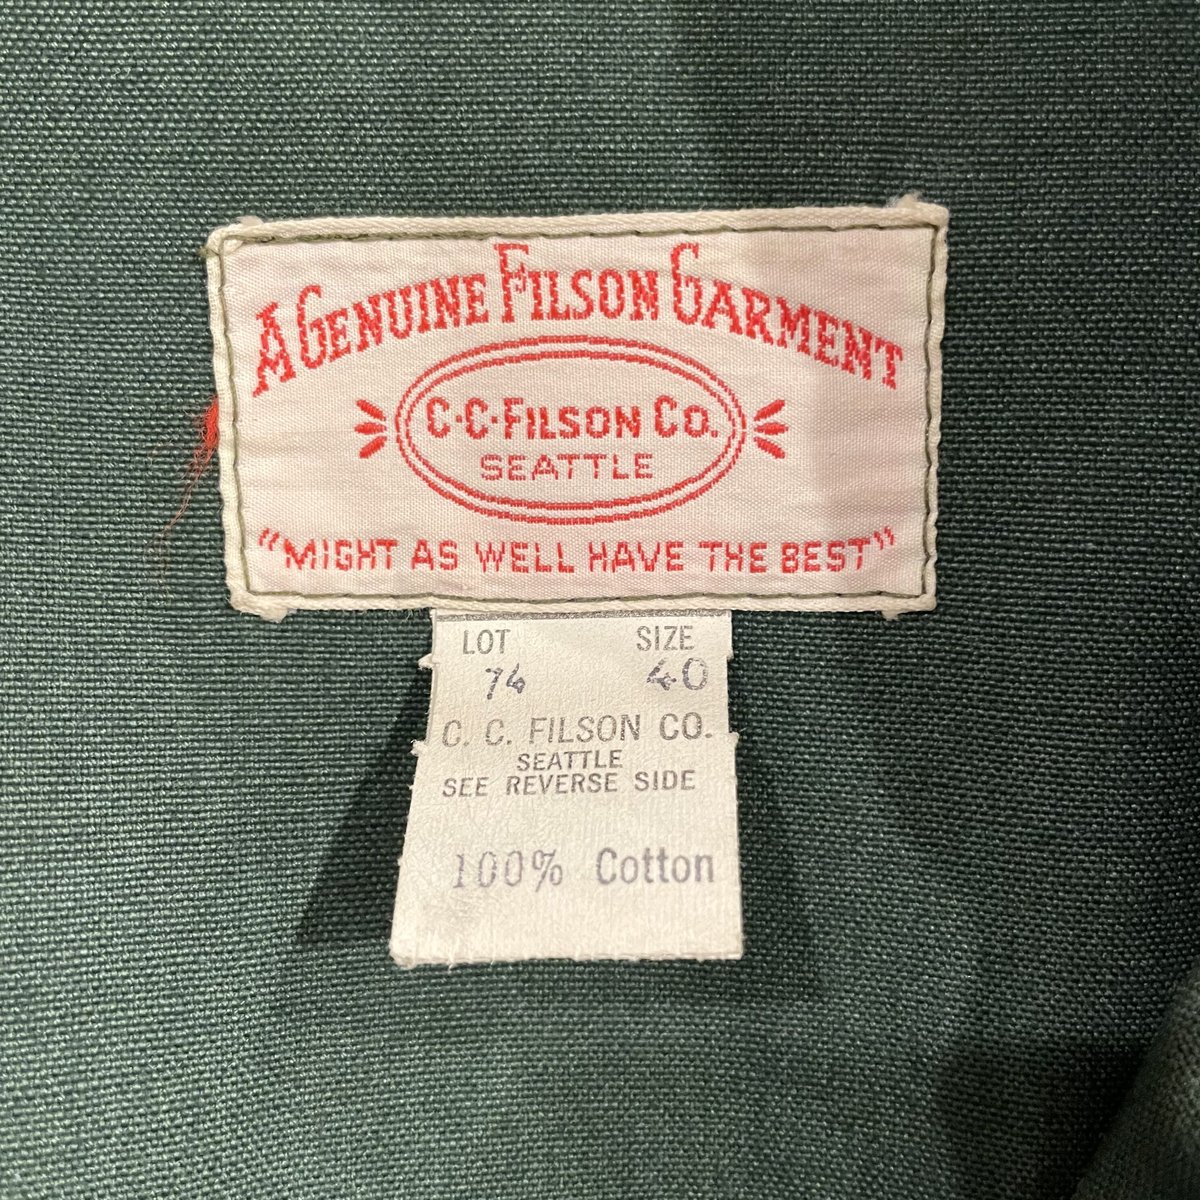 A GENUINE FILSON GARMENT
C·C·FILSON CO.
SEATTLE
"MIGHT AS WELL HAVE THE BEST"
LOT SIZE
74 40
C. C. FILSON CO.
SEATTLE
SEE REVERSE SIDE
100% Cotton